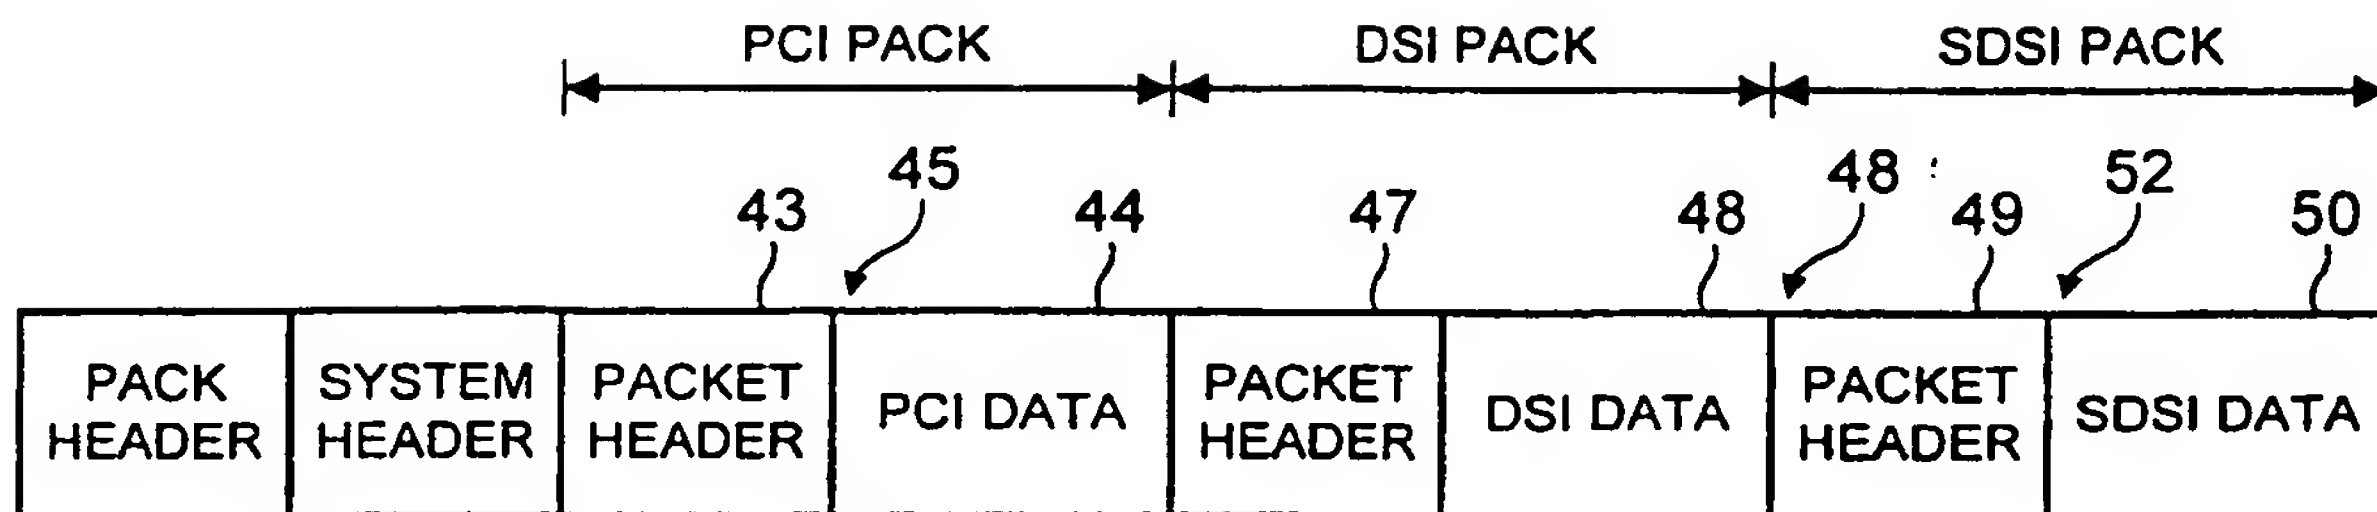 PCI PACK DSI PACK SDSI PACK
45 48 52
43 44 47 48 49 50
PACK HEADER
SYSTEM HEADER
PACKET HEADER
PCI DATA
PACKET HEADER
DSI DATA
PACKET HEADER
SDSI DATA